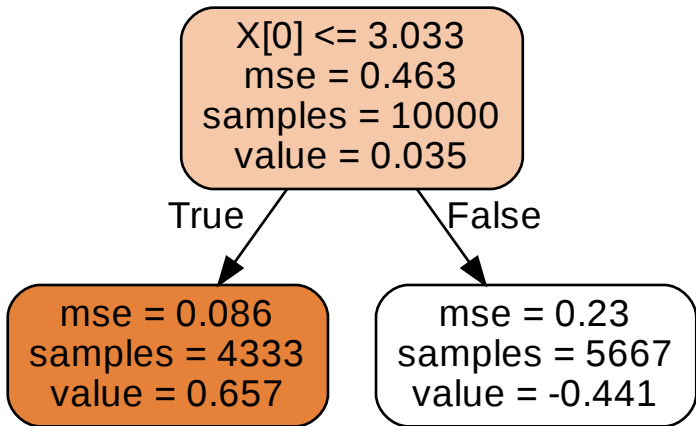 X[0] <= 3.033
mse = 0.463
samples = 10000
value = 0.035
True
False
mse = 0.086
samples = 4333
value = 0.657
mse = 0.23
samples = 5667
value = -0.441